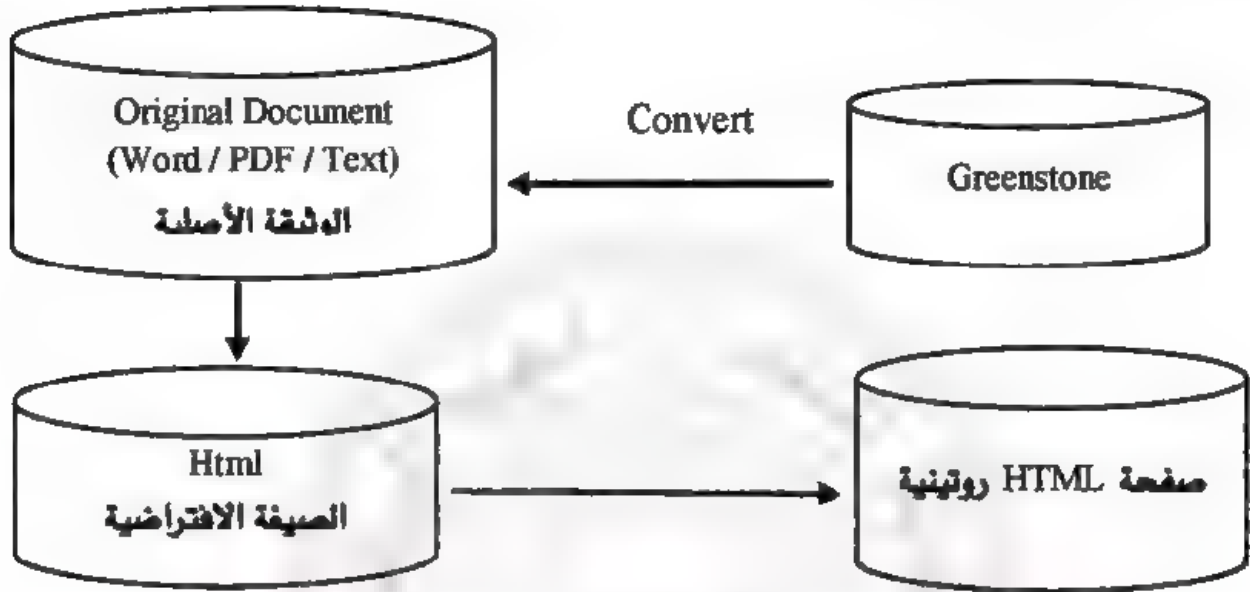 Original Document
(Word / PDF / Text)
الوثيقة الأصلية
Convert
Greenstone
Html
الصيغة الافتراضية
صفحة HTML روتينية